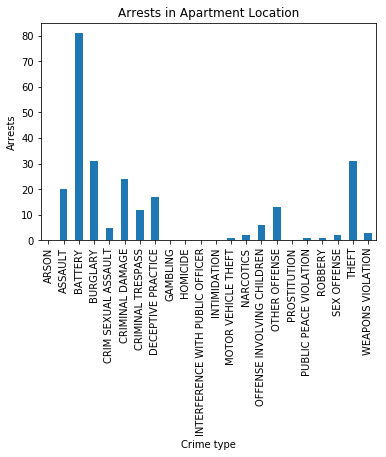 Arrests in Apartment Location
Arrests
80
70
60
50
40
30
20
10
0
ARSON
ASSAULT
BATTERY
BURGLARY
CRIM SEXUAL ASSAULT
CRIMINAL DAMAGE
CRIMINAL TRESPASS
DECEPTIVE PRACTICE
GAMBLING
HOMICIDE
INTERFERENCE WITH PUBLIC OFFICER
INTIMIDATION
MOTOR VEHICLE THEFT
NARCOTICS
OFFENSE INVOLVING CHILDREN
OTHER OFFENSE
PROSTITUTION
PUBLIC PEACE VIOLATION
ROBBERY
SEX OFFENSE
THEFT
WEAPONS VIOLATION
Crime type